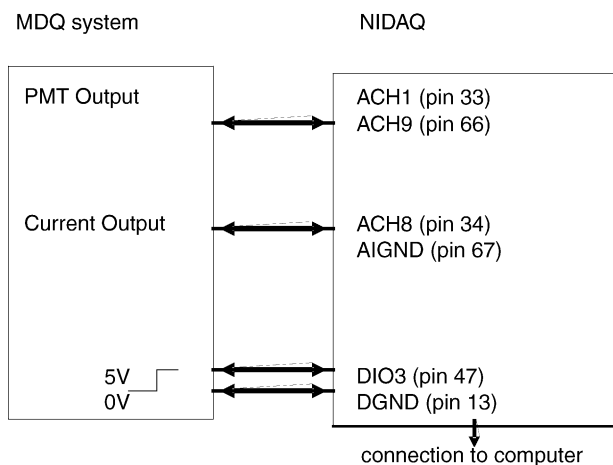 MDQ system
NIDAQ
PMT Output
ACH1 (pin 33)
ACH9 (pin 66)
Current Output
ACH8 (pin 34)
AIGND (pin 67)
5V
0V
DIO3 (pin 47)
DGND (pin 13)
connection to computer